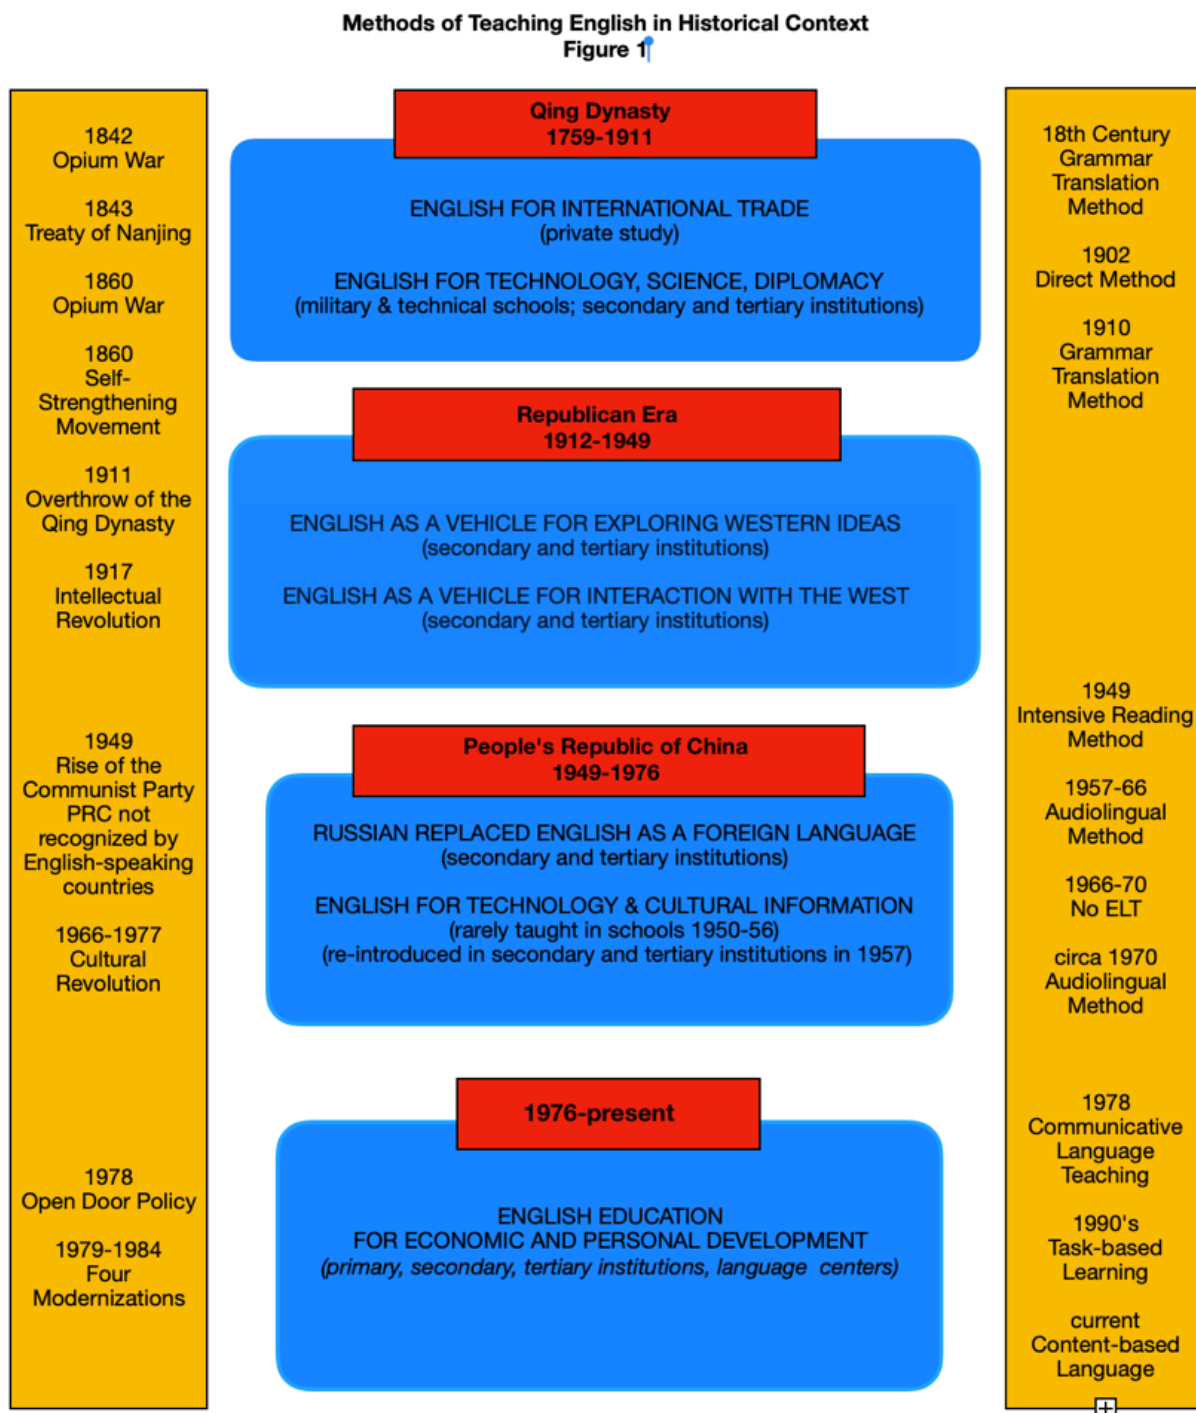 Methods of Teaching English in Historical Context
Figure 1
1842
Opium War
1843
Treaty of Nanjing
1860
Opium War
1860
Self-
Strengthening
Movement
1911
Overthrow of the
Qing Dynasty
1917
Intellectual
Revolution
1949
Rise of the
Communist Party
PRC not
recognized by
English-speaking
countries
1966-1977
Cultural
Revolution
1978
Open Door Policy
1979-1984
Four
Modernizations
Qing Dynasty
1759-1911
ENGLISH FOR INTERNATIONAL TRADE
(private study)
ENGLISH FOR TECHNOLOGY, SCIENCE, DIPLOMACY
(military & technical schools; secondary and tertiary institutions)
Republican Era
1912-1949
ENGLISH AS A VEHICLE FOR EXPLORING WESTERN IDEAS
(secondary and tertiary institutions)
ENGLISH AS A VEHICLE FOR INTERACTION WITH THE WEST
(secondary and tertiary institutions)
People's Republic of China
1949-1976
RUSSIAN REPLACED ENGLISH AS A FOREIGN LANGUAGE
(secondary and tertiary institutions)
ENGLISH FOR TECHNOLOGY & CULTURAL INFORMATION
(rarely taught in schools 1950-56)
(re-introduced in secondary and tertiary institutions in 1957)
1976-present
ENGLISH EDUCATION
FOR ECONOMIC AND PERSONAL DEVELOPMENT
(primary, secondary, tertiary institutions, language centers)
18th Century
Grammar
Translation
Method
1902
Direct Method
1910
Grammar
Translation
Method
1949
Intensive Reading
Method
1957-66
Audiolingual
Method
1966-70
No ELT
circa 1970
Audiolingual
Method
1978
Communicative
Language
Teaching
1990's
Task-based
Learning
current
Content-based
Language